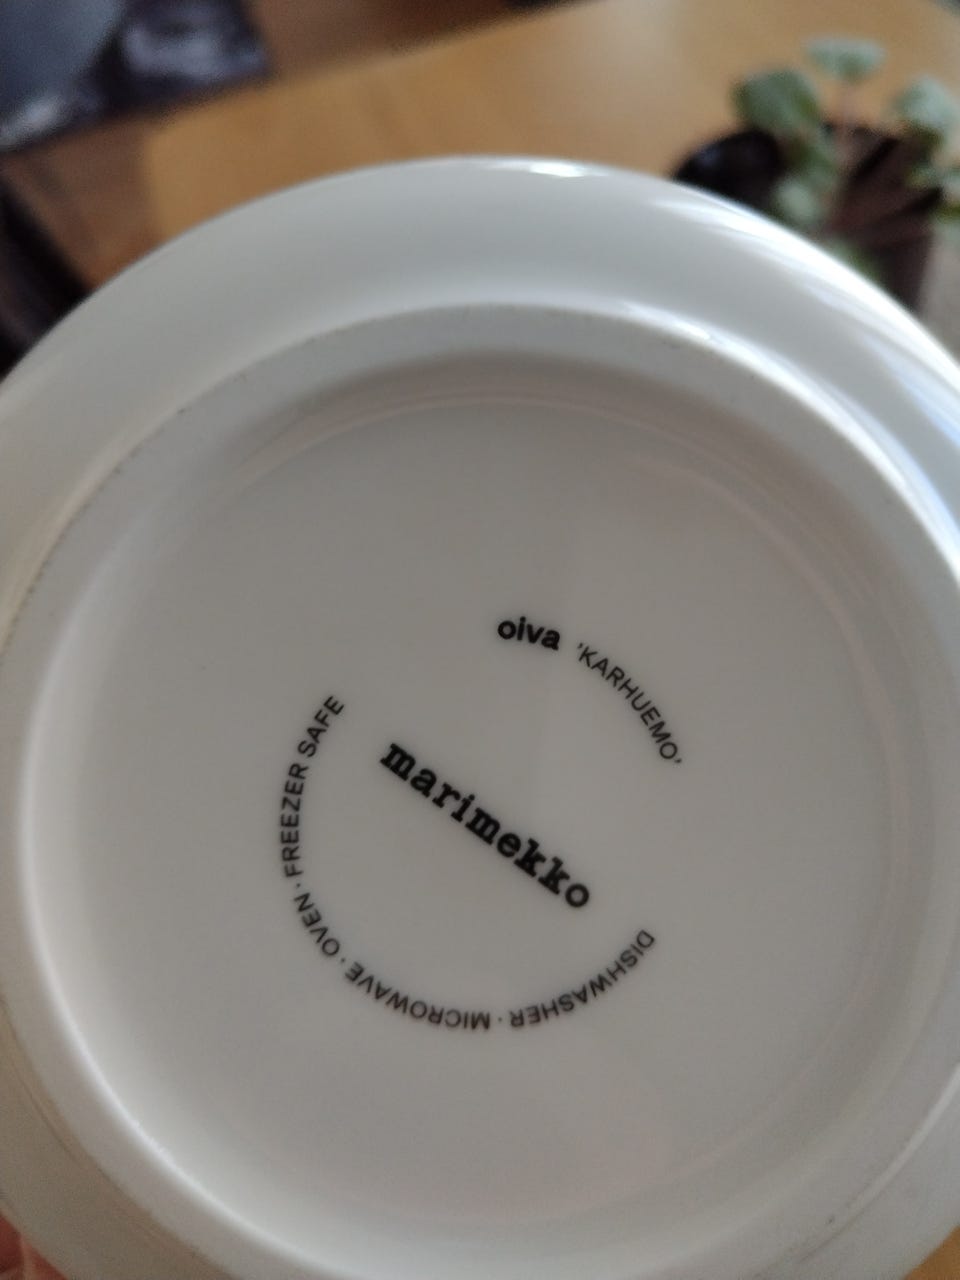 oiva 'KARHUEMO'
marimekko
DISHWASHER · MICROWAVE · OVEN · FREEZER SAFE